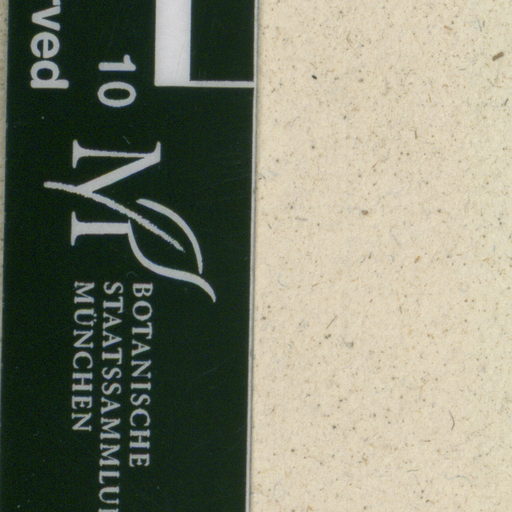 rved
10
M
BOTANISCHE
STAATSSAMMLU
MÜNCHEN